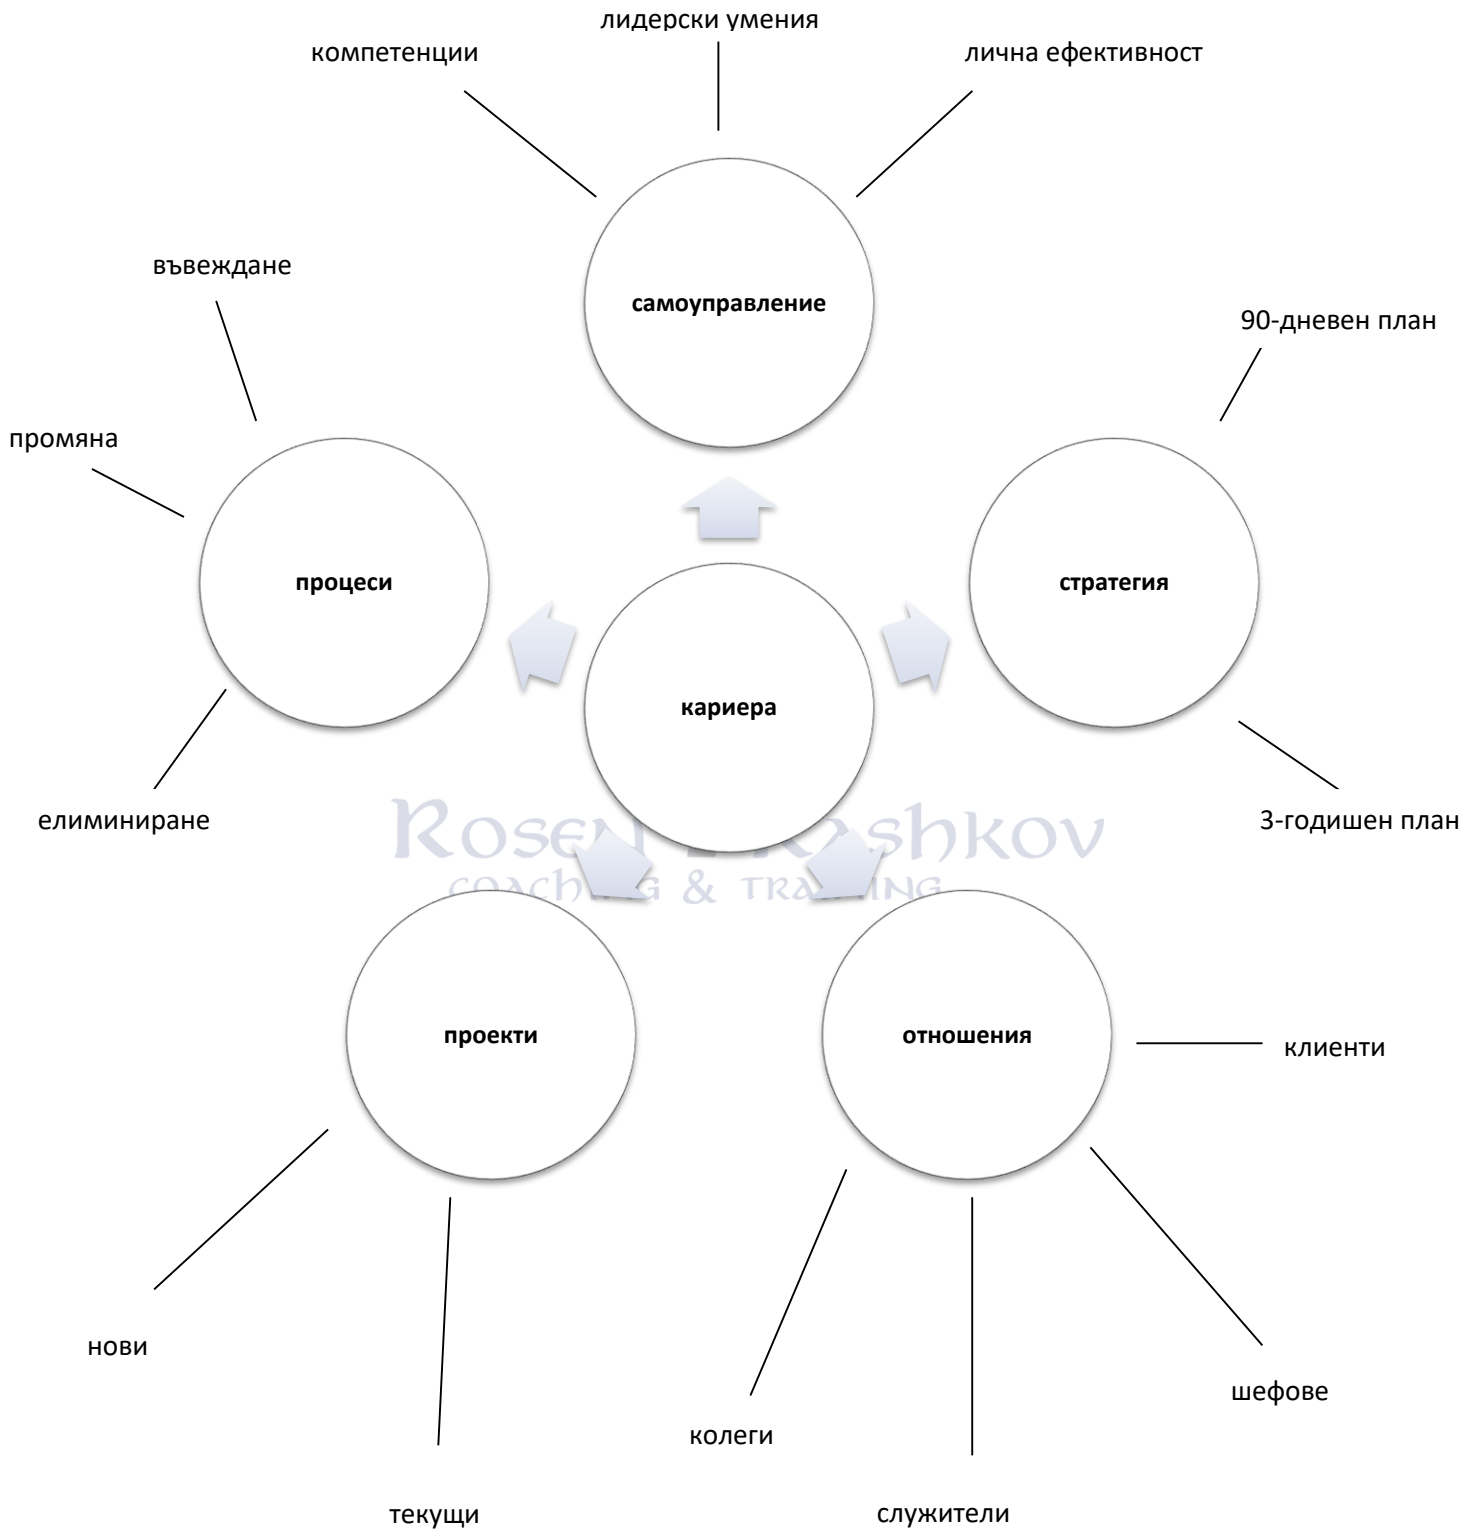 лидерски умения
компетенции
лична ефективност
въвеждане
самоуправление
90-дневен план
промяна
процеси
стратегия
кариера
елиминиране
3-годишен план
проекти
отношения
клиенти
нови
шефове
колеги
текущи
служители